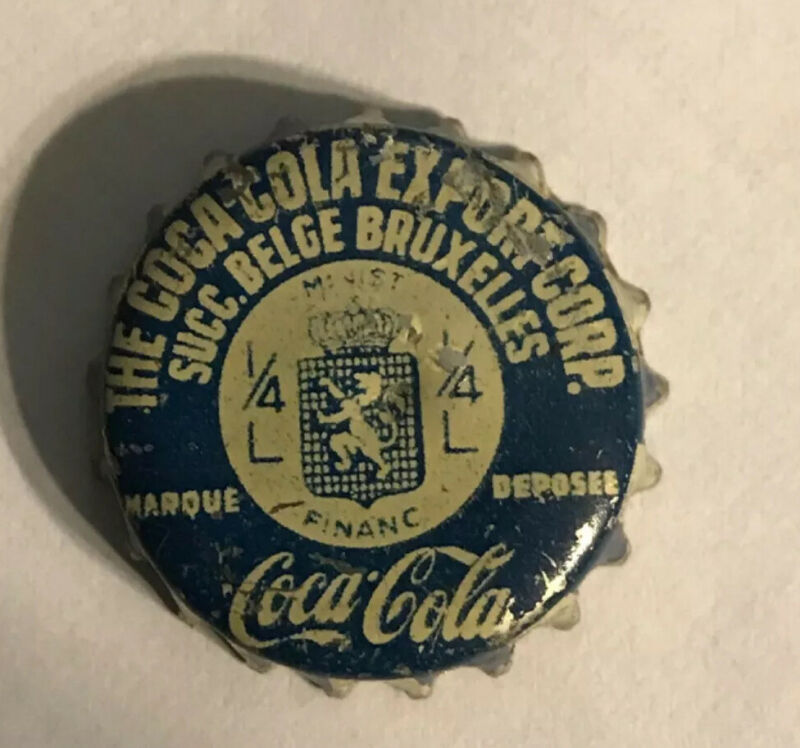 THE COCA-COLA EXPORT CORP.
SUCC. BELGE BRUXELLES
MINIST
1/4 L
1/4 L
FINANC
MARQUE DEPOSEE
Coca-Cola